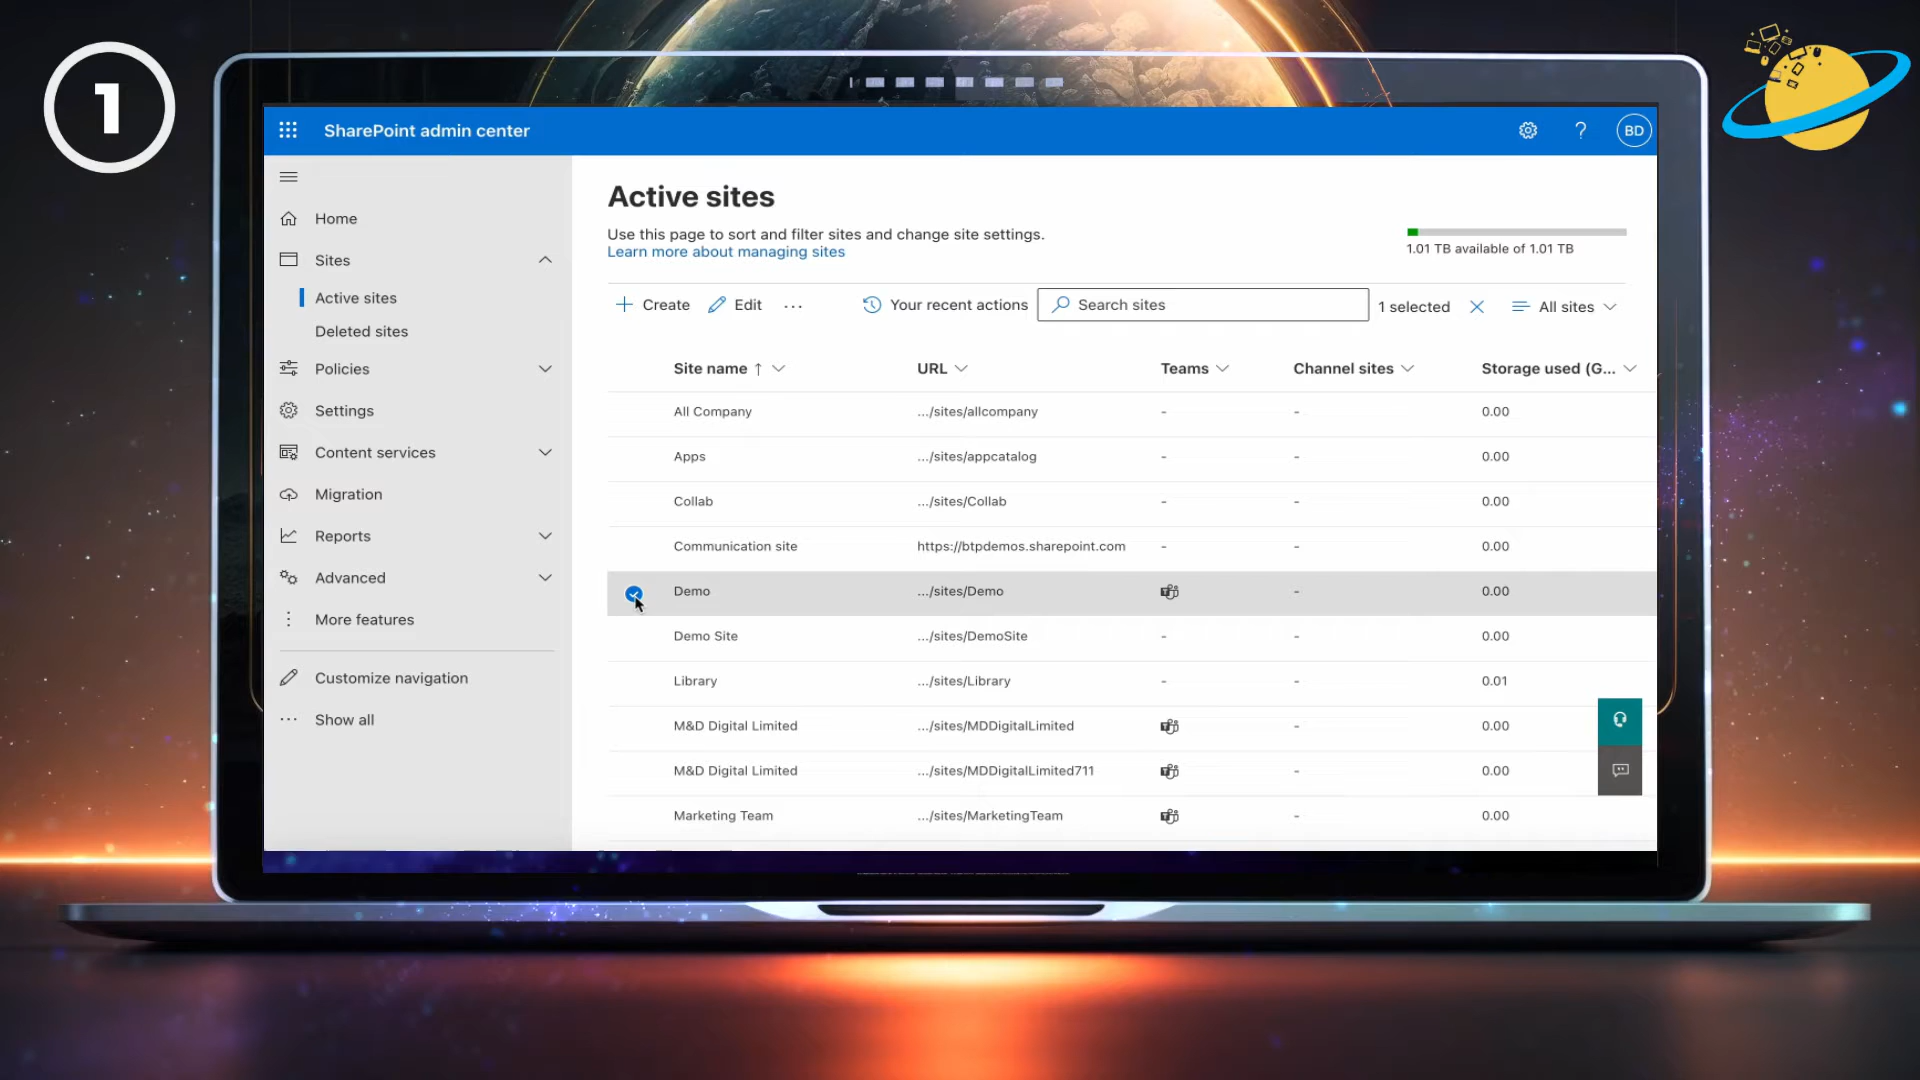 1
SharePoint admin center
?
BD
Home
Sites
Active sites
Deleted sites
Policies
Settings
Content services
Migration
Reports
Advanced
More features
Customize navigation
Show all
Active sites
Use this page to sort and filter sites and change site settings.
Learn more about managing sites
1.01 TB available of 1.01 TB
Create Edit ... Your recent actions Search sites 1 selected All sites
Site name ↑ URL Teams Channel sites Storage used (G...
All Company .../sites/allcompany - - 0.00
Apps .../sites/appcatalog - - 0.00
Collab .../sites/Collab - - 0.00
Communication site https://btpdemos.sharepoint.com - - 0.00
Demo .../sites/Demo - 0.00
Demo Site .../sites/DemoSite - - 0.00
Library .../sites/Library - - 0.01
M&D Digital Limited .../sites/MDDigitalLimited - 0.00
M&D Digital Limited .../sites/MDDigitalLimited711 - 0.00
Marketing Team .../sites/MarketingTeam - 0.00